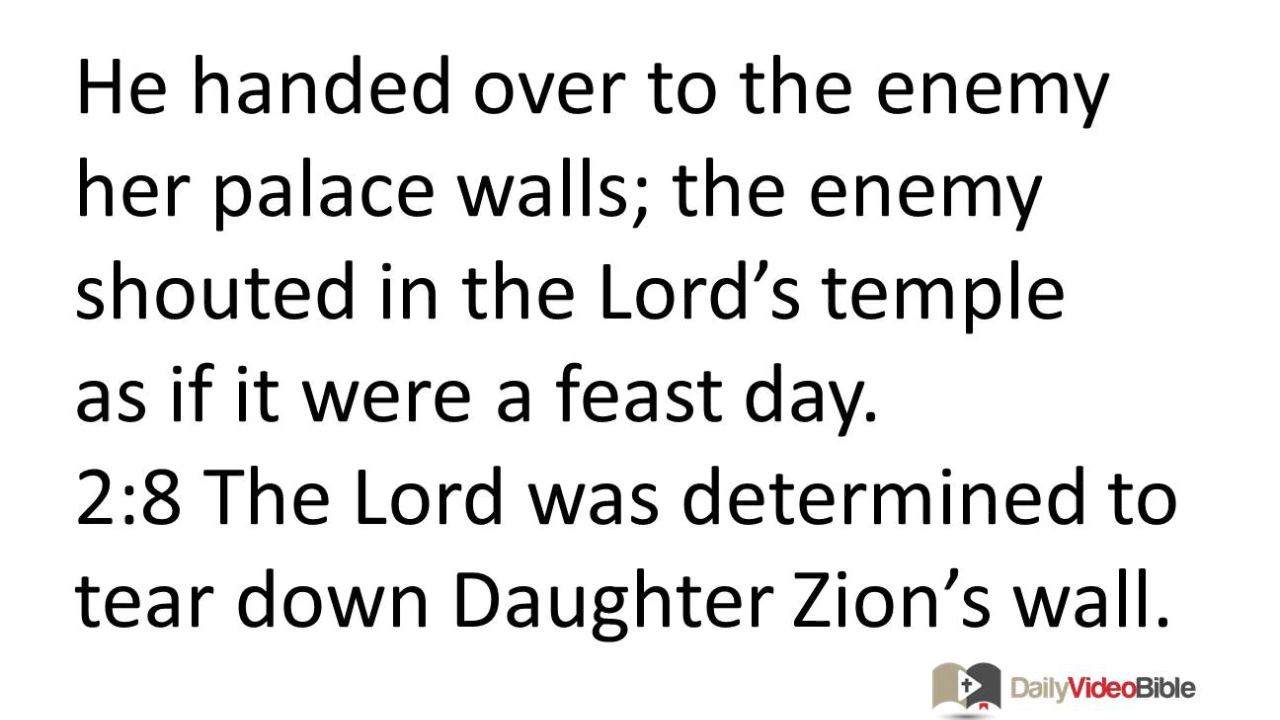 He handed over to the enemy
her palace walls; the enemy
shouted in the Lord’s temple
as if it were a feast day.
2:8 The Lord was determined to
tear down Daughter Zion’s wall.
DailyVideoBible